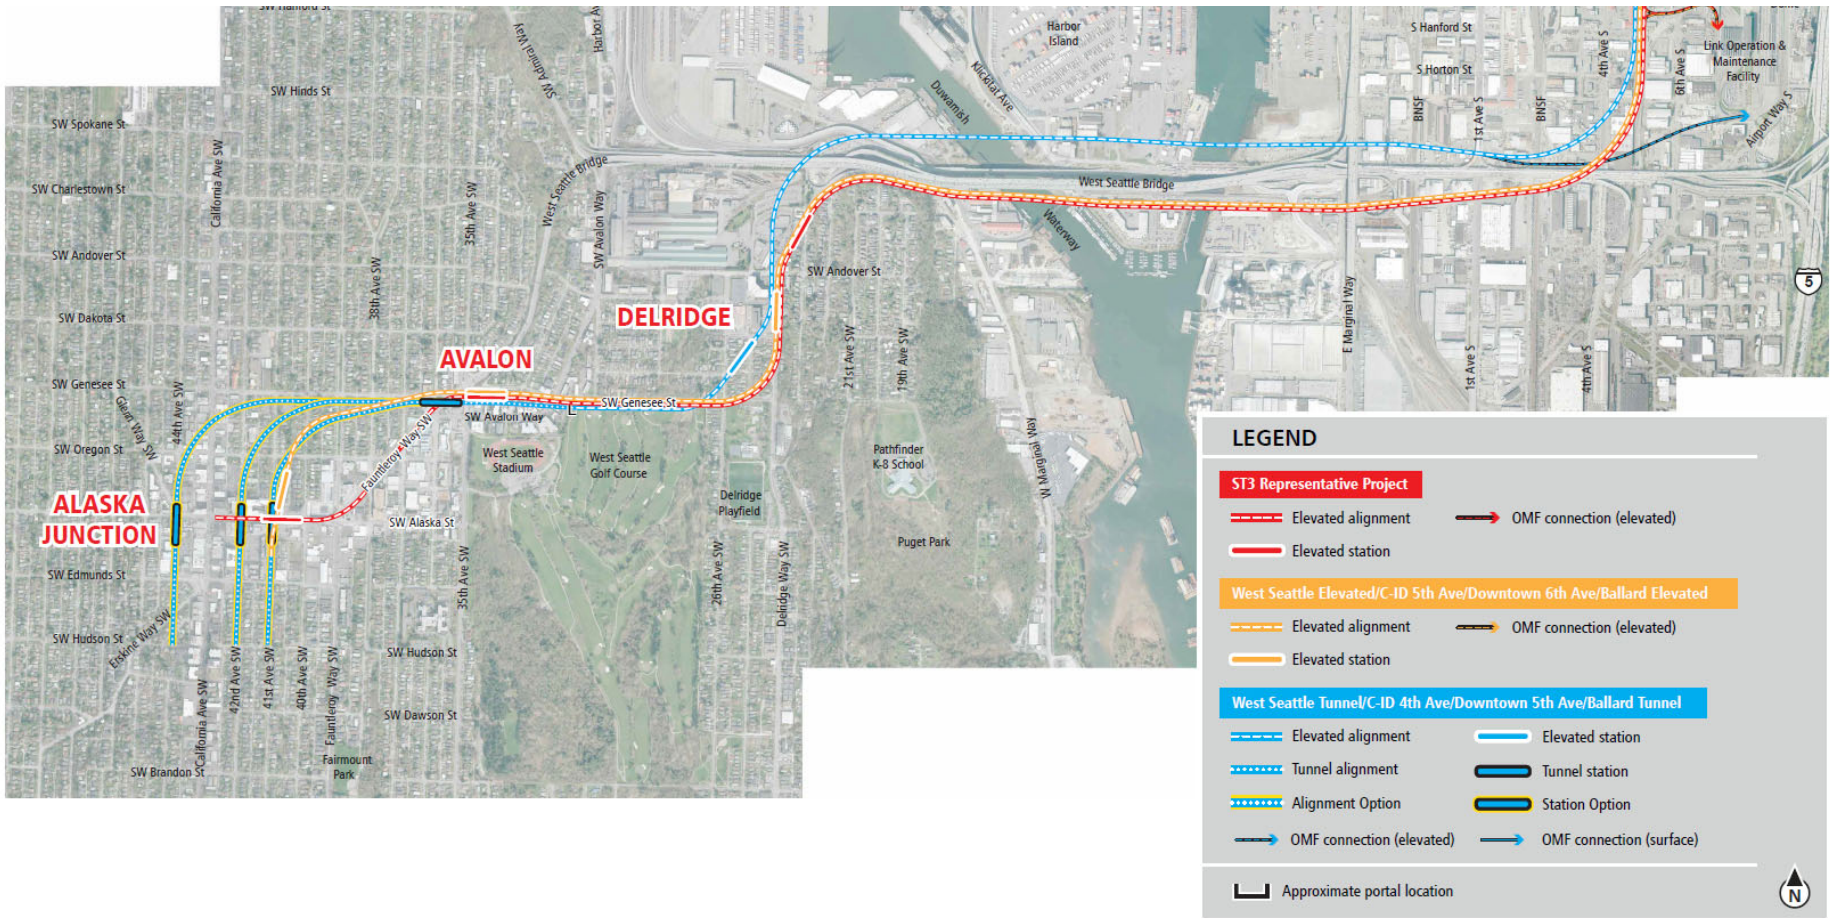 SW Hanford St
SW Admiral Way
Harbor Av
Harbor
Island
S Hanford St
4th Ave S
6th Ave S
Link Operation &
Maintenance
Facility
SW Hinds St
Klickitat Ave
Duwamish
S Horton St
BNSF
1st Ave S
BNSF
Airport Way S
SW Spokane St
California Ave SW
West Seattle Bridge
SW Charlestown St
35th Ave SW
SW Avalon Way
West Seattle Bridge
Waterway
SW Andover St
38th Ave SW
SW Andover St
E Marginal Way
5
SW Dakota St
DELRIDGE
21st Ave SW
19th Ave SW
1st Ave S
4th Ave S
AVALON
SW Genesee St
Glenn Way SW
44th Ave SW
SW Genesee St
SW Avalon Way
Fauntleroy Way SW
SW Oregon St
West Seattle
Stadium
West Seattle
Golf Course
Pathfinder
K-8 School
W Marginal Way
ALASKA
JUNCTION
SW Alaska St
Delridge
Playfield
Puget Park
SW Edmunds St
35th Ave SW
26th Ave SW
Delridge Way SW
SW Hudson St
Erskine Way SW
SW Hudson St
California Ave SW
42nd Ave SW
41st Ave SW
40th Ave SW
Fauntleroy Way SW
SW Dawson St
SW Brandon St
Fairmount
Park
LEGEND
ST3 Representative Project
Elevated alignment
OMF connection (elevated)
Elevated station
West Seattle Elevated/C-ID 5th Ave/Downtown 6th Ave/Ballard Elevated
Elevated alignment
OMF connection (elevated)
Elevated station
West Seattle Tunnel/C-ID 4th Ave/Downtown 5th Ave/Ballard Tunnel
Elevated alignment
Elevated station
Tunnel alignment
Tunnel station
Alignment Option
Station Option
OMF connection (elevated)
OMF connection (surface)
Approximate portal location
N